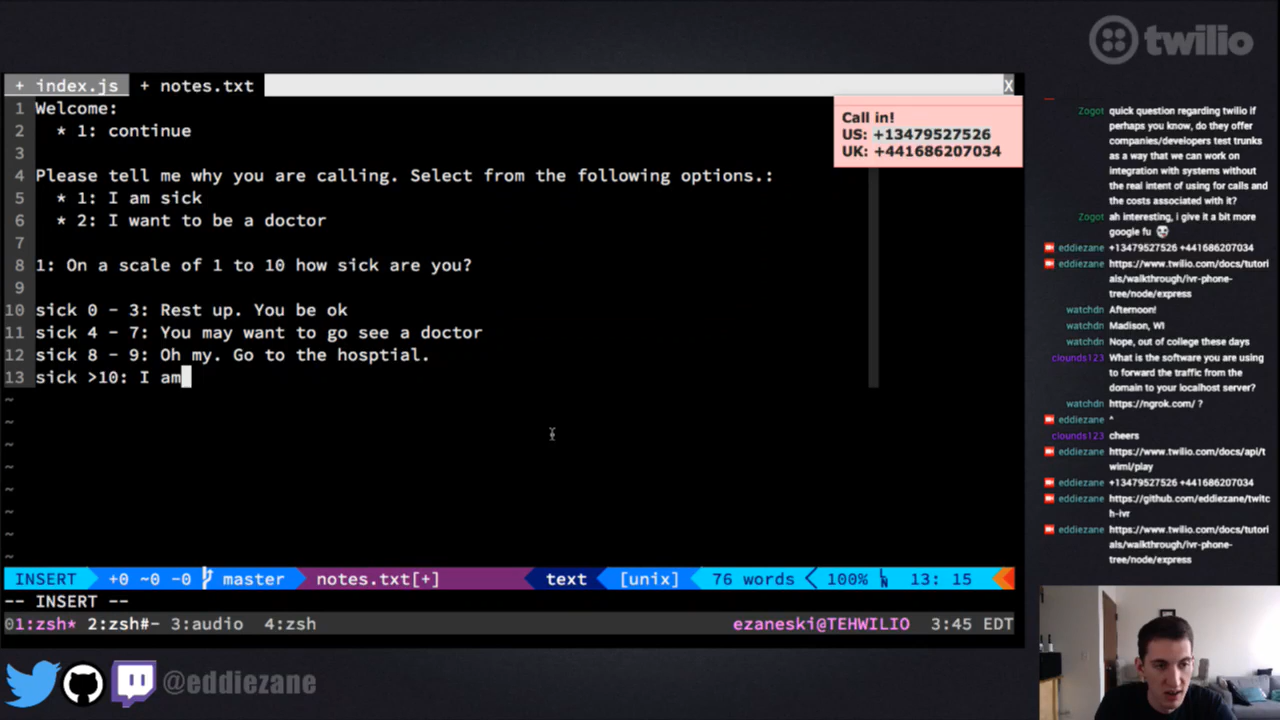 twilio
+ index.js + notes.txt X
1 Welcome:
2 * 1: continue
3
4 Please tell me why you are calling. Select from the following options.:
5 * 1: I am sick
6 * 2: I want to be a doctor
7
8 1: On a scale of 1 to 10 how sick are you?
9
10 sick 0 - 3: Rest up. You be ok
11 sick 4 - 7: You may want to go see a doctor
12 sick 8 - 9: Oh my. Go to the hosptial.
13 sick >10: I am
~
~
~
~
~
~
~
~
Call in!
US: +13479527526
UK: +441686207034
INSERT +0 ~0 -0 master notes.txt[+] text [unix] 76 words 100% 13: 15
-- INSERT --
01:zsh* 2:zsh#- 3:audio 4:zsh ezaneski@TEHWILIO 3:45 EDT
@eddiezane
Zogot quick question regarding twilio if
perhaps you know, do they offer
companies/developers test trunks
as a way that we can work on
integration with systems without
the real intent of using for calls and
the costs associated with it?
Zogot ah interesting, i give it a bit more
google fu
eddiezane +13479527526 +441686207034
eddiezane https://www.twilio.com/docs/tutori
als/walkthrough/ivr-phone-
tree/node/express
watchdn Afternoon!
watchdn Madison, WI
watchdn Nope, out of college these days
clounds123 What is the software you are using
to forward the traffic from the
domain to your localhost server?
watchdn https://ngrok.com/ ?
eddiezane ^
clounds123 cheers
eddiezane https://www.twilio.com/docs/api/t
wiml/play
eddiezane +13479527526 +441686207034
eddiezane https://github.com/eddiezane/twitc
h-ivr
eddiezane https://www.twilio.com/docs/tutori
als/walkthrough/ivr-phone-
tree/node/express